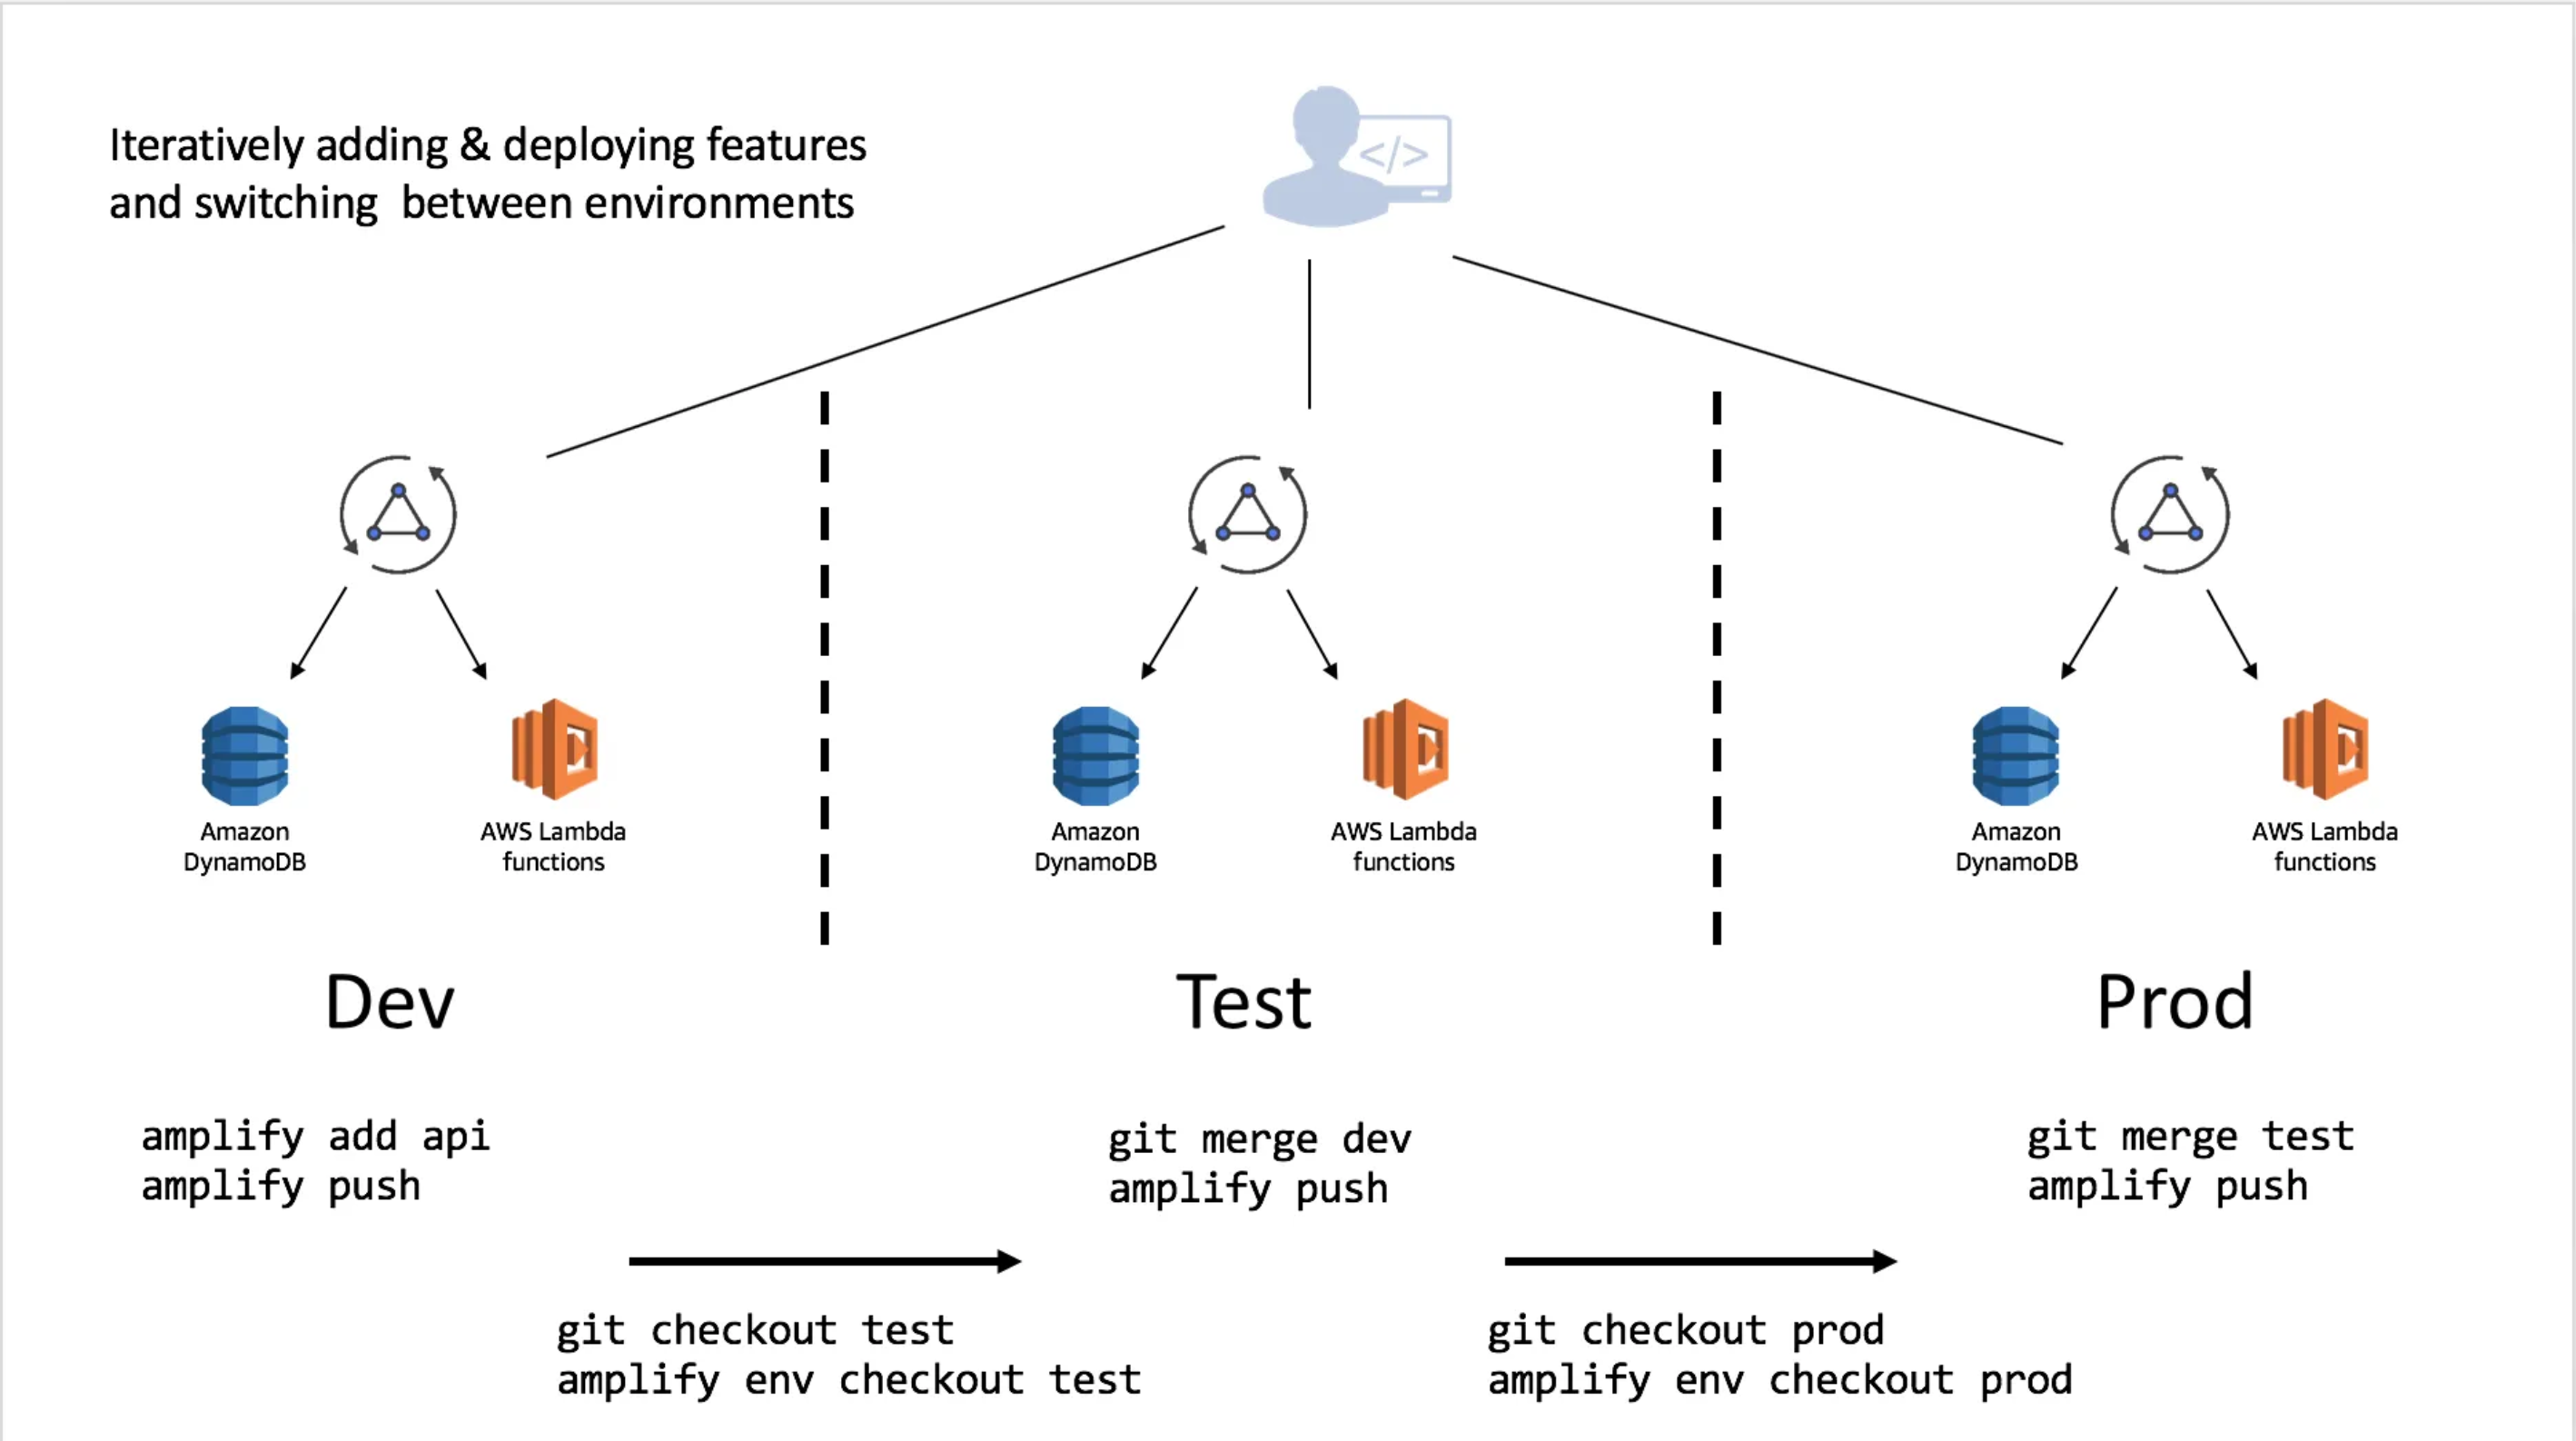 Iteratively adding & deploying features
and switching  between environments
</>
Amazon
DynamoDB
AWS Lambda
functions
Amazon
DynamoDB
AWS Lambda
functions
Amazon
DynamoDB
AWS Lambda
functions
Dev
Test
Prod
amplify add api
amplify push
git merge dev
amplify push
git merge test
amplify push
git checkout test
amplify env checkout test
git checkout prod
amplify env checkout prod